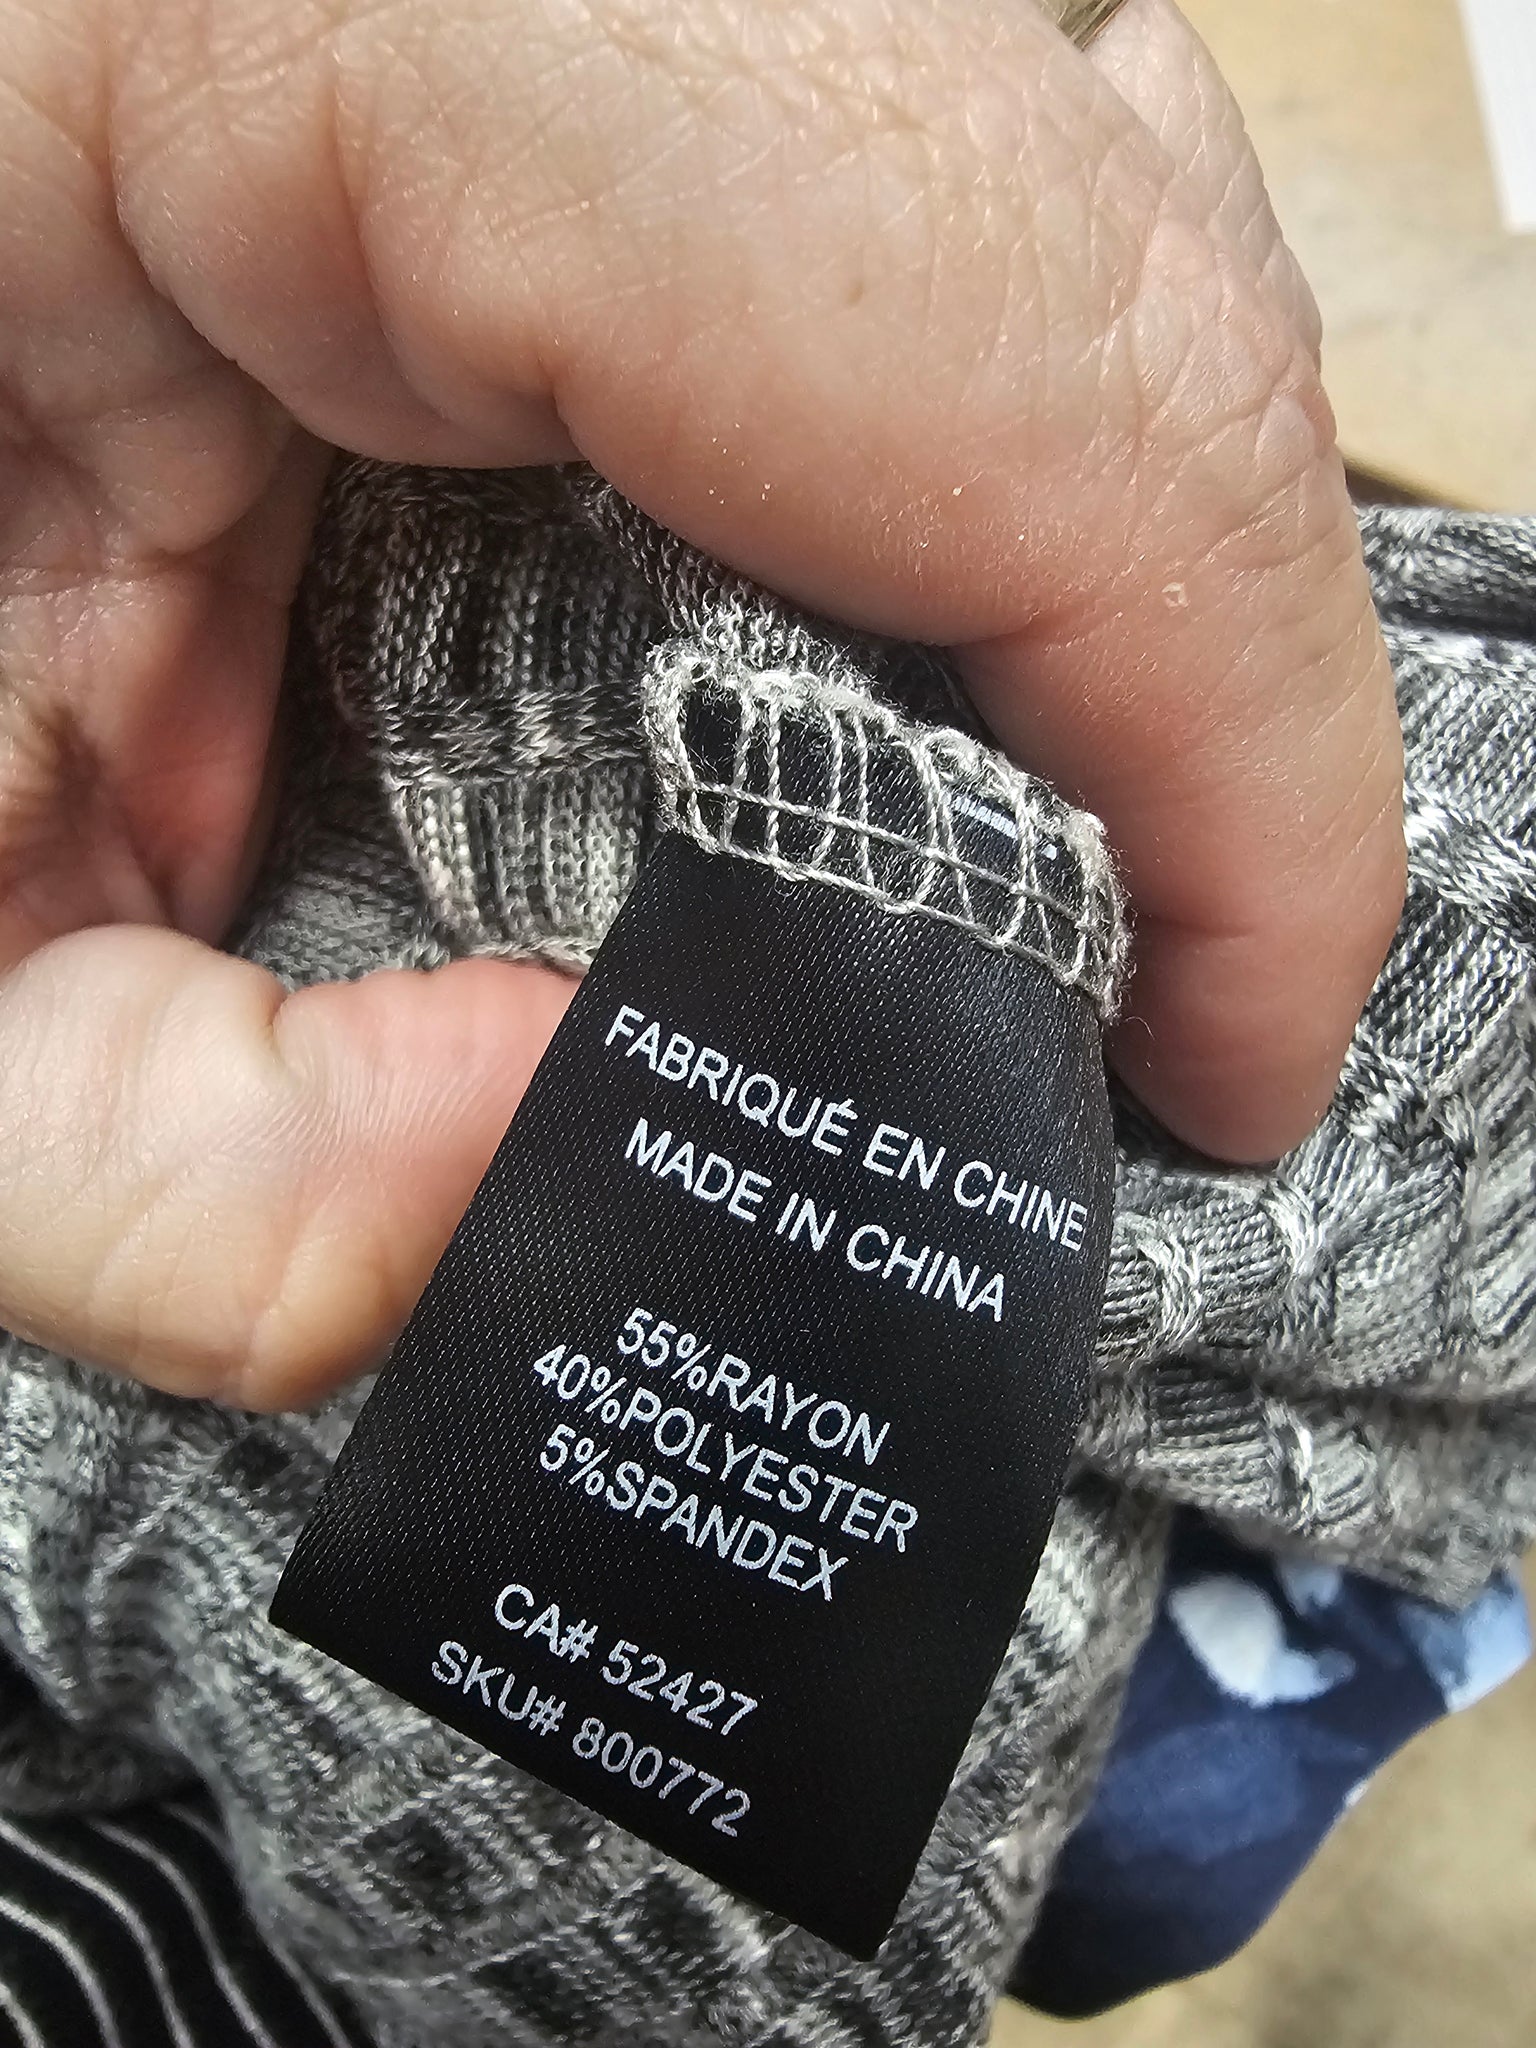 FABRIQUÉ EN CHINE
MADE IN CHINA
55%RAYON
40%POLYESTER
5%SPANDEX
CA# 52427
SKU# 800772